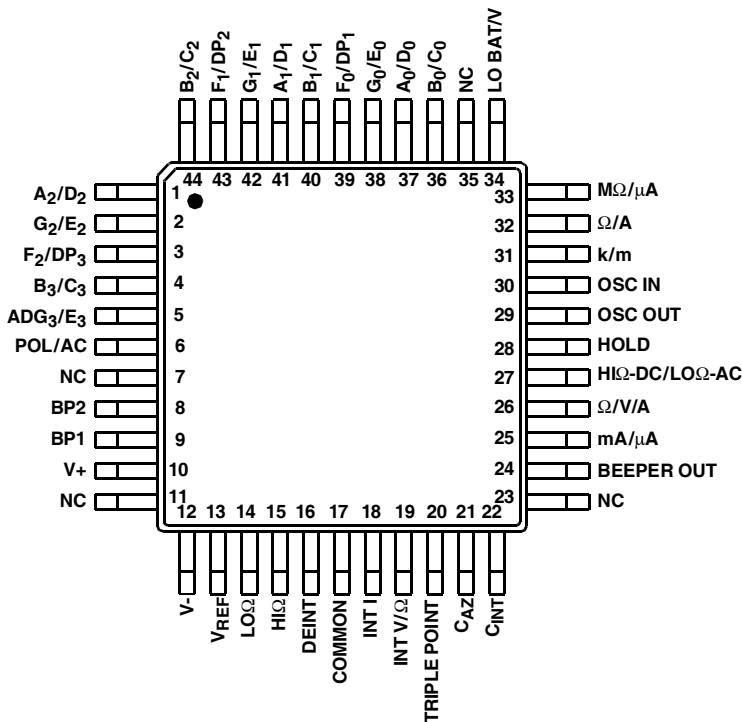 B2/C2
F1/DP2
G1/E1
A1/D1
B1/C1
F0/DP1
G0/E0
A0/D0
B0/C0
NC
LO BAT/V
44 43 42 41 40 39 38 37 36 35 34
A2/D2 1
G2/E2 2
F2/DP3 3
B3/C3 4
ADG3/E3 5
POL/AC 6
NC 7
BP2 8
BP1 9
V+ 10
NC 11
33 MΩ/μA
32 Ω/A
31 k/m
30 OSC IN
29 OSC OUT
28 HOLD
27 HIΩ-DC/LOΩ-AC
26 Ω/V/A
25 mA/μA
24 BEEPER OUT
23 NC
12 13 14 15 16 17 18 19 20 21 22
V-
VREF
LOΩ
HIΩ
DEINT
COMMON
INT I
INT V/Ω
TRIPLE POINT
CAZ
CINT